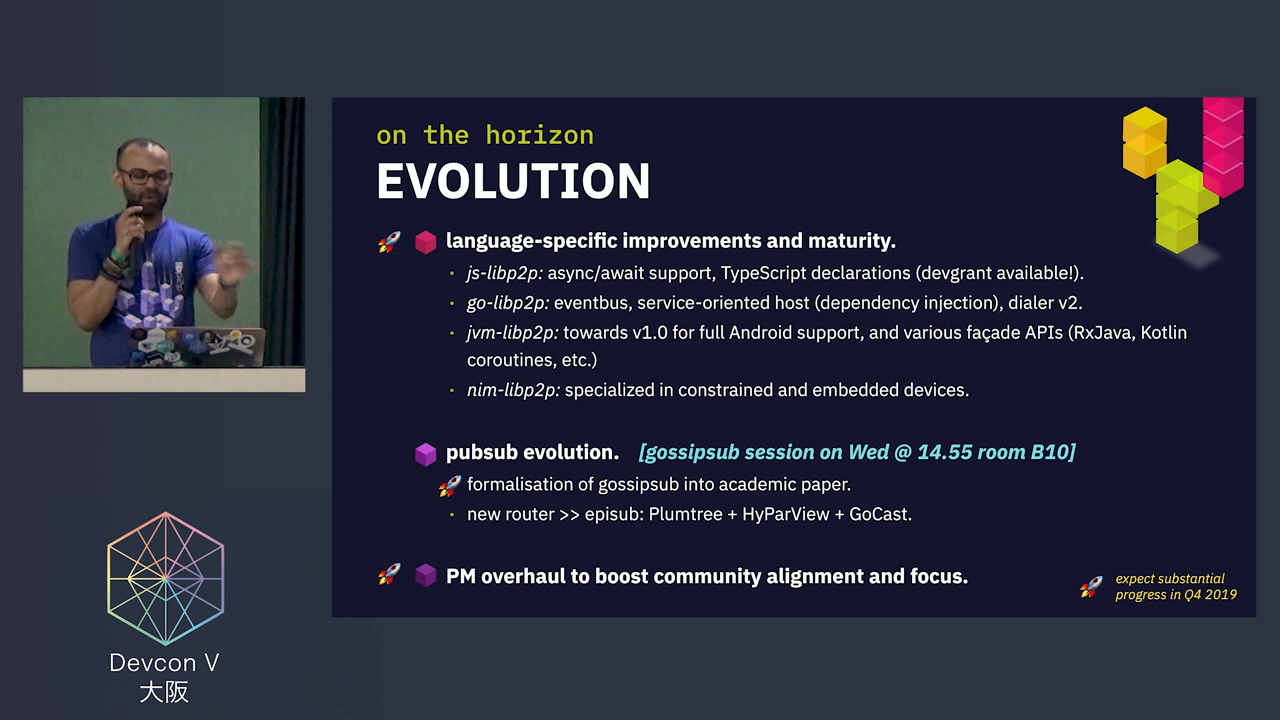 on the horizon
EVOLUTION
language-specific improvements and maturity.
js-libp2p: async/await support, TypeScript declarations (devgrant available!).
go-libp2p: eventbus, service-oriented host (dependency injection), dialer v2.
jvm-libp2p: towards v1.0 for full Android support, and various façade APIs (RxJava, Kotlin
coroutines, etc.)
nim-libp2p: specialized in constrained and embedded devices.
pubsub evolution. [gossipsub session on Wed @ 14.55 room B10]
formalisation of gossipsub into academic paper.
new router >> episub: Plumtree + HyParView + GoCast.
PM overhaul to boost community alignment and focus.
expect substantial
progress in Q4 2019
Devcon V
大阪